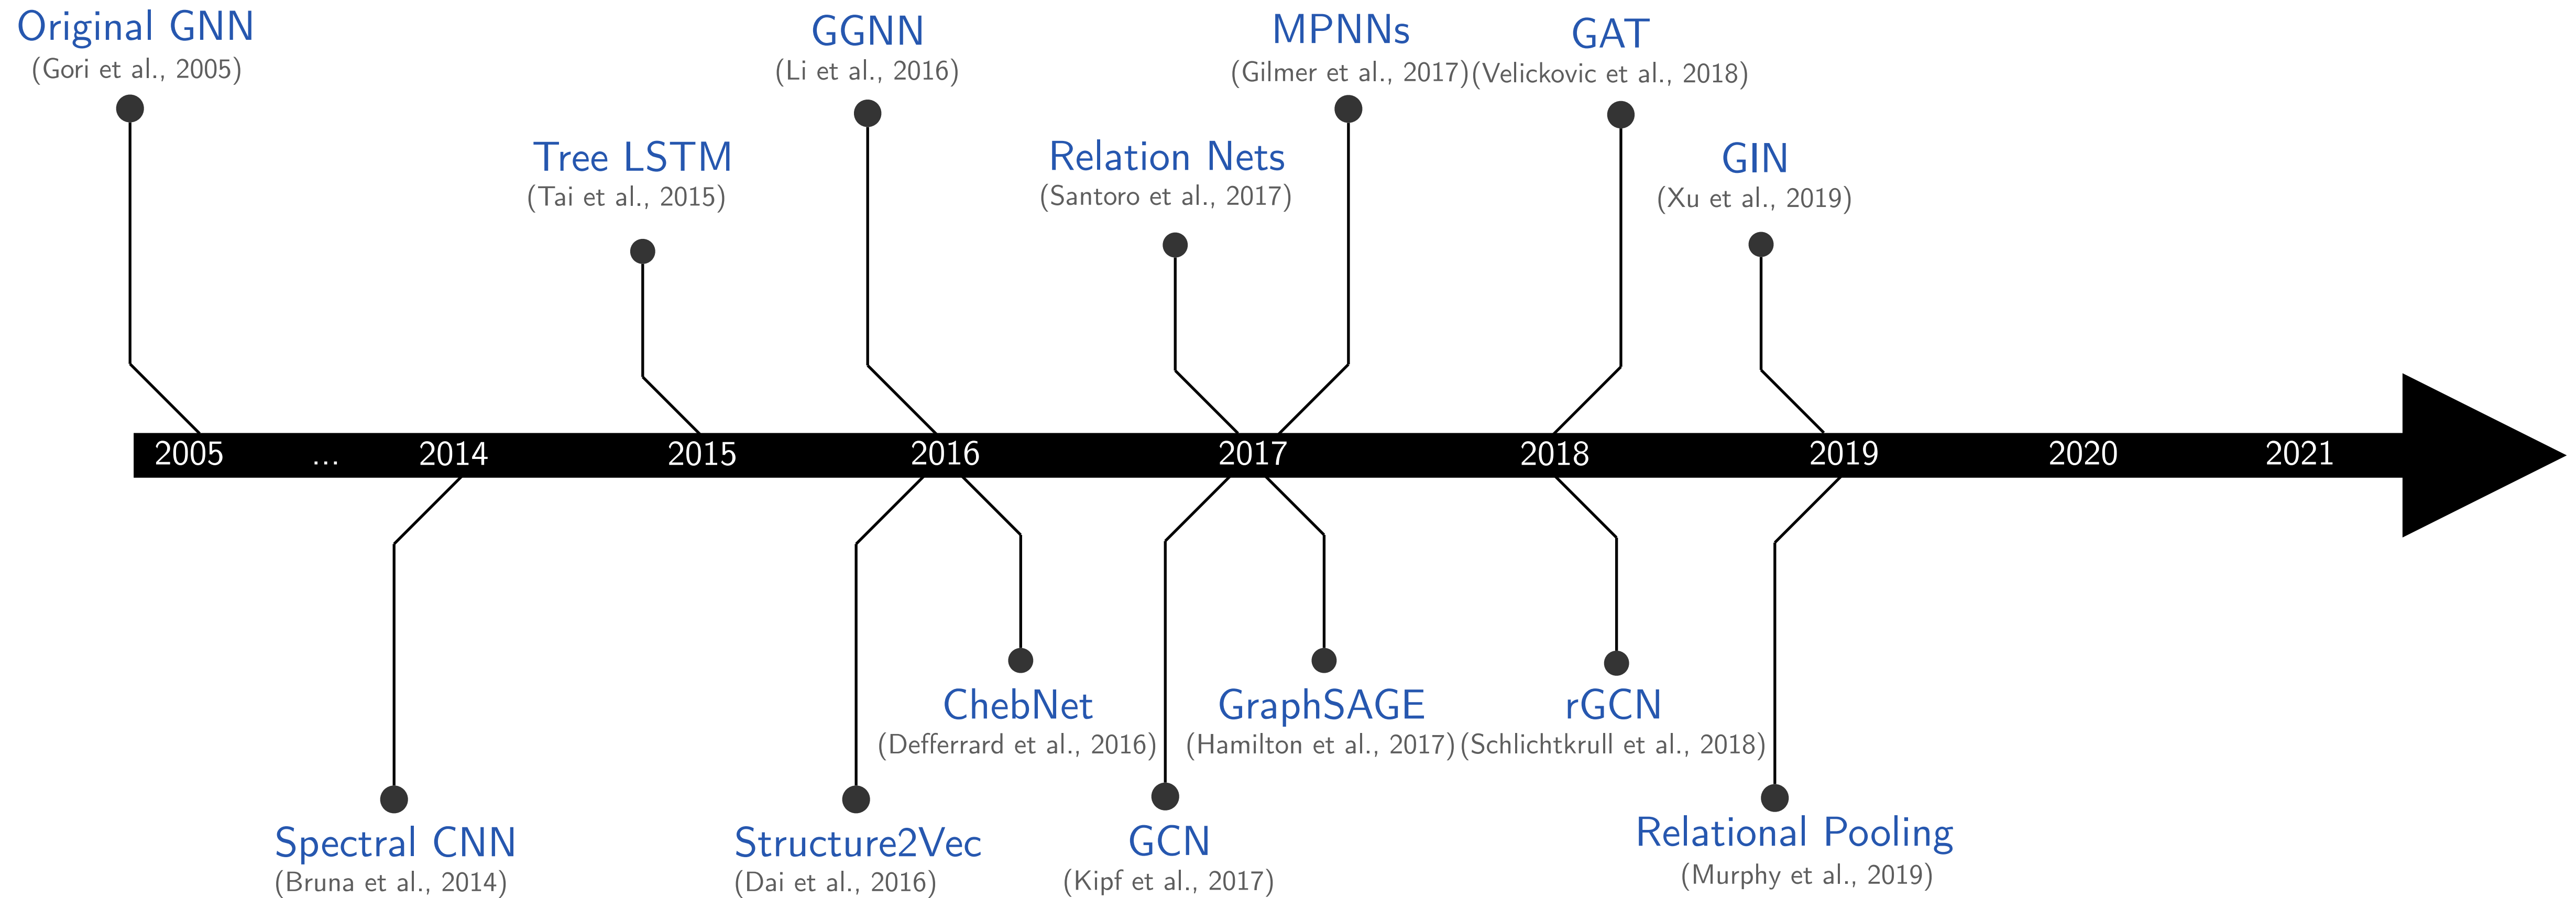 Original GNN
(Gori et al., 2005)
GGNN
(Li et al., 2016)
MPNNs
(Gilmer et al., 2017)
GAT
(Velickovic et al., 2018)
Tree LSTM
(Tai et al., 2015)
Relation Nets
(Santoro et al., 2017)
GIN
(Xu et al., 2019)
2005 ... 2014 2015 2016 2017 2018 2019 2020 2021
ChebNet
(Defferrard et al., 2016)
GraphSAGE
(Hamilton et al., 2017)
rGCN
(Schlichtkrull et al., 2018)
Spectral CNN
(Bruna et al., 2014)
Structure2Vec
(Dai et al., 2016)
GCN
(Kipf et al., 2017)
Relational Pooling
(Murphy et al., 2019)